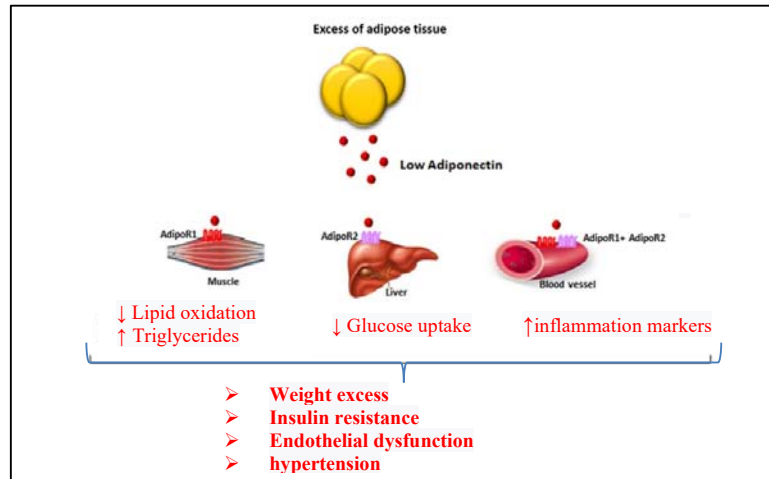 Excess of adipose tissue
Low Adiponectin
AdipoR1
Muscle
AdipoR2
Liver
AdipoR1+ AdipoR2
Blood vessel
↓ Lipid oxidation
↑ Triglycerides
↓ Glucose uptake
↑inflammation markers
➢ Weight excess
➢ Insulin resistance
➢ Endothelial dysfunction
➢ hypertension